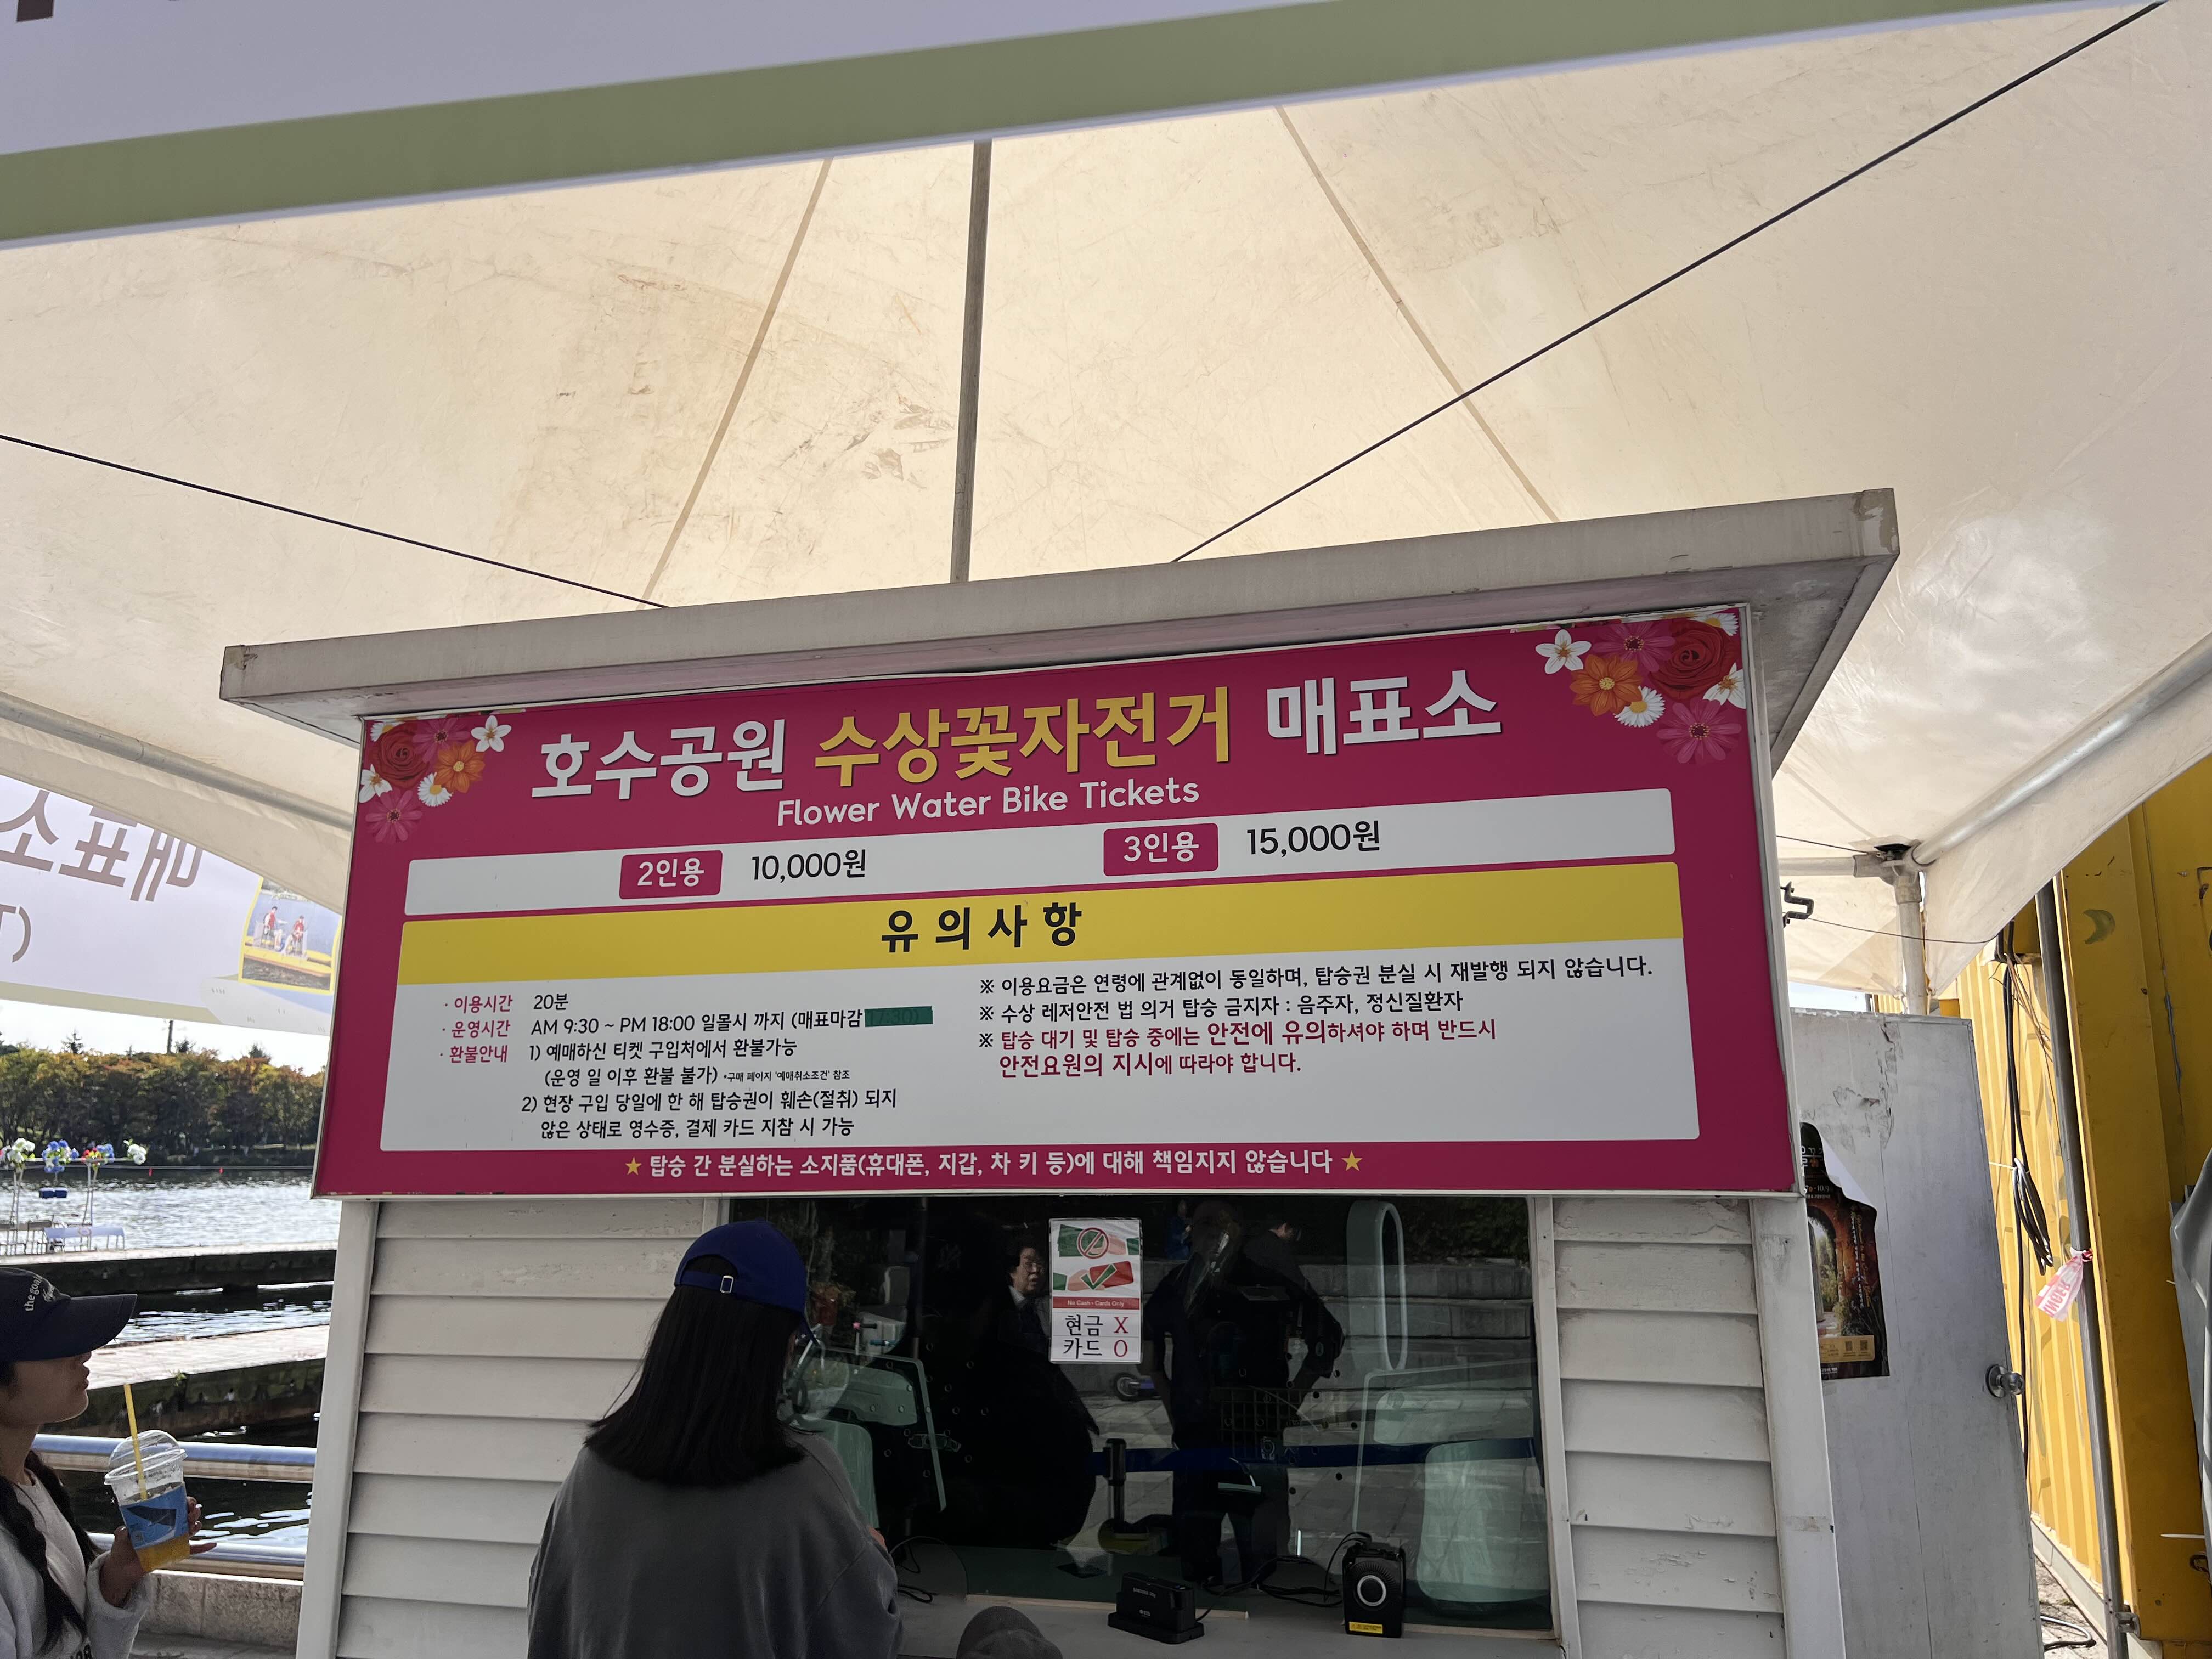 호수공원 수상꽃자전거 매표소
Flower Water Bike Tickets
2인용 10,000원 3인용 15,000원
유의사항
· 이용시간 20분
· 운영시간 AM 9:30 ~ PM 18:00 일몰시 까지 (매표마감 17:30)
· 환불안내 1) 예매하신 티켓 구입처에서 환불가능
(운영 일 이후 환불 불가) *구매 페이지 '예매취소조건' 참조
2) 현장 구입 당일에 한 해 탑승권이 훼손(절취) 되지
않은 상태로 영수증, 결제 카드 지참 시 가능
※ 이용요금은 연령에 관계없이 동일하며, 탑승권 분실 시 재발행 되지 않습니다.
※ 수상 레저안전 법 의거 탑승 금지자 : 음주자, 정신질환자
※ 탑승 대기 및 탑승 중에는 안전에 유의하셔야 하며 반드시
안전요원의 지시에 따라야 합니다.
★ 탑승 간 분실하는 소지품(휴대폰, 지갑, 차 키 등)에 대해 책임지지 않습니다 ★
No Cash - Cards Only
현금 X
카드 O
매표소
the goal